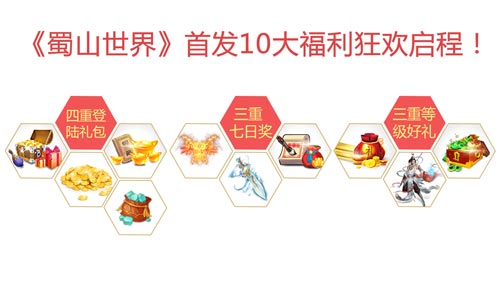 《蜀山世界》首发10大福利狂欢启程！
四重登
陆礼包
三重
七日奖
三重等
级好礼